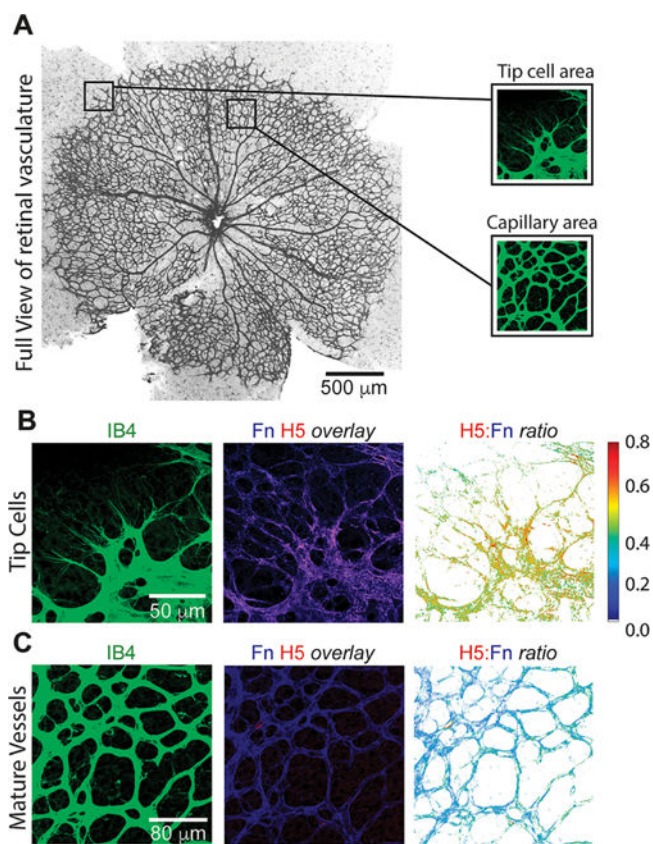 A
Full View of retinal vasculature
Tip cell area
Capillary area
500 μm
B
IB4
Fn H5 overlay
H5:Fn ratio
Tip Cells
50 μm
0.8
0.6
0.4
0.2
0.0
C
IB4
Fn H5 overlay
H5:Fn ratio
Mature Vessels
80 μm